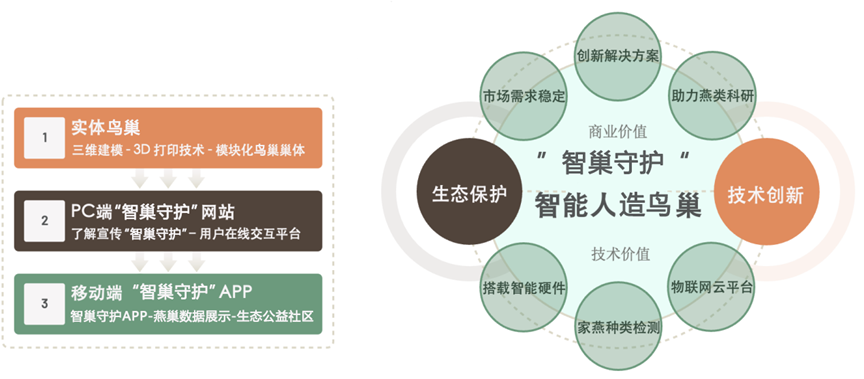 1
实体鸟巢
三维建模 - 3D 打印技术 - 模块化鸟巢巢体
2
PC端“智巢守护” 网站
了解宣传 “智巢守护” – 用户在线交互平台
3
移动端 “智巢守护” APP
智巢守护APP-燕巢数据展示-生态公益社区
创新解决方案
市场需求稳定
助力燕类科研
商业价值
”智巢守护“
智能人造鸟巢
生态保护
技术创新
技术价值
搭载智能硬件
物联网云平台
家燕种类检测